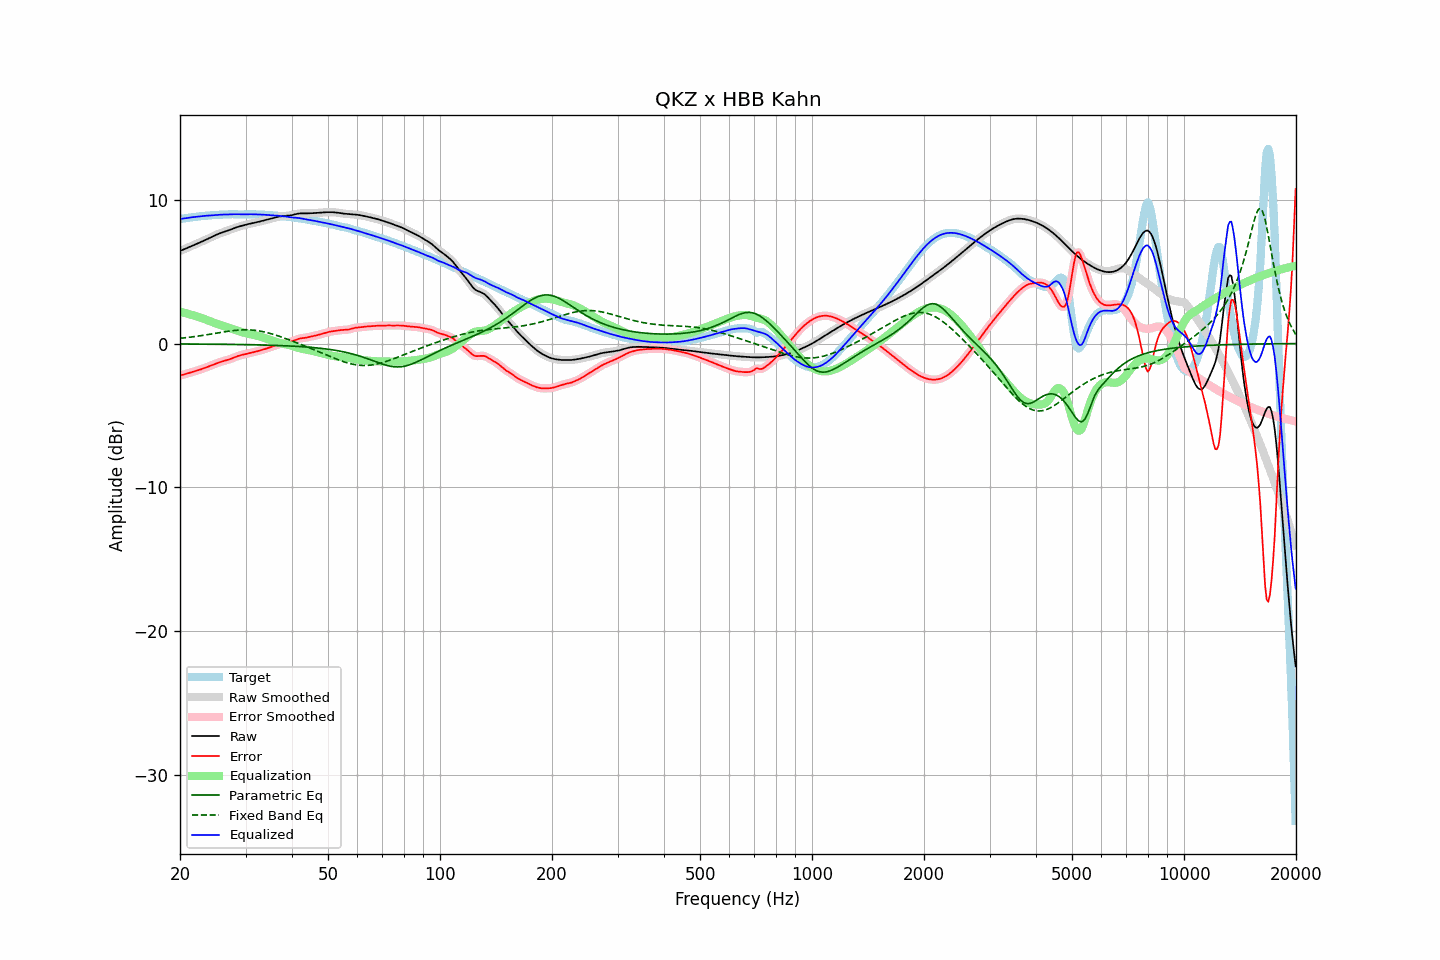 QKZ x HBB Kahn
Amplitude (dBr)
10
0
−10
−20
−30
Target
Raw Smoothed
Error Smoothed
Raw
Error
Equalization
Parametric Eq
Fixed Band Eq
Equalized
20 50 100 200 500 1000 2000 5000 10000 20000
Frequency (Hz)